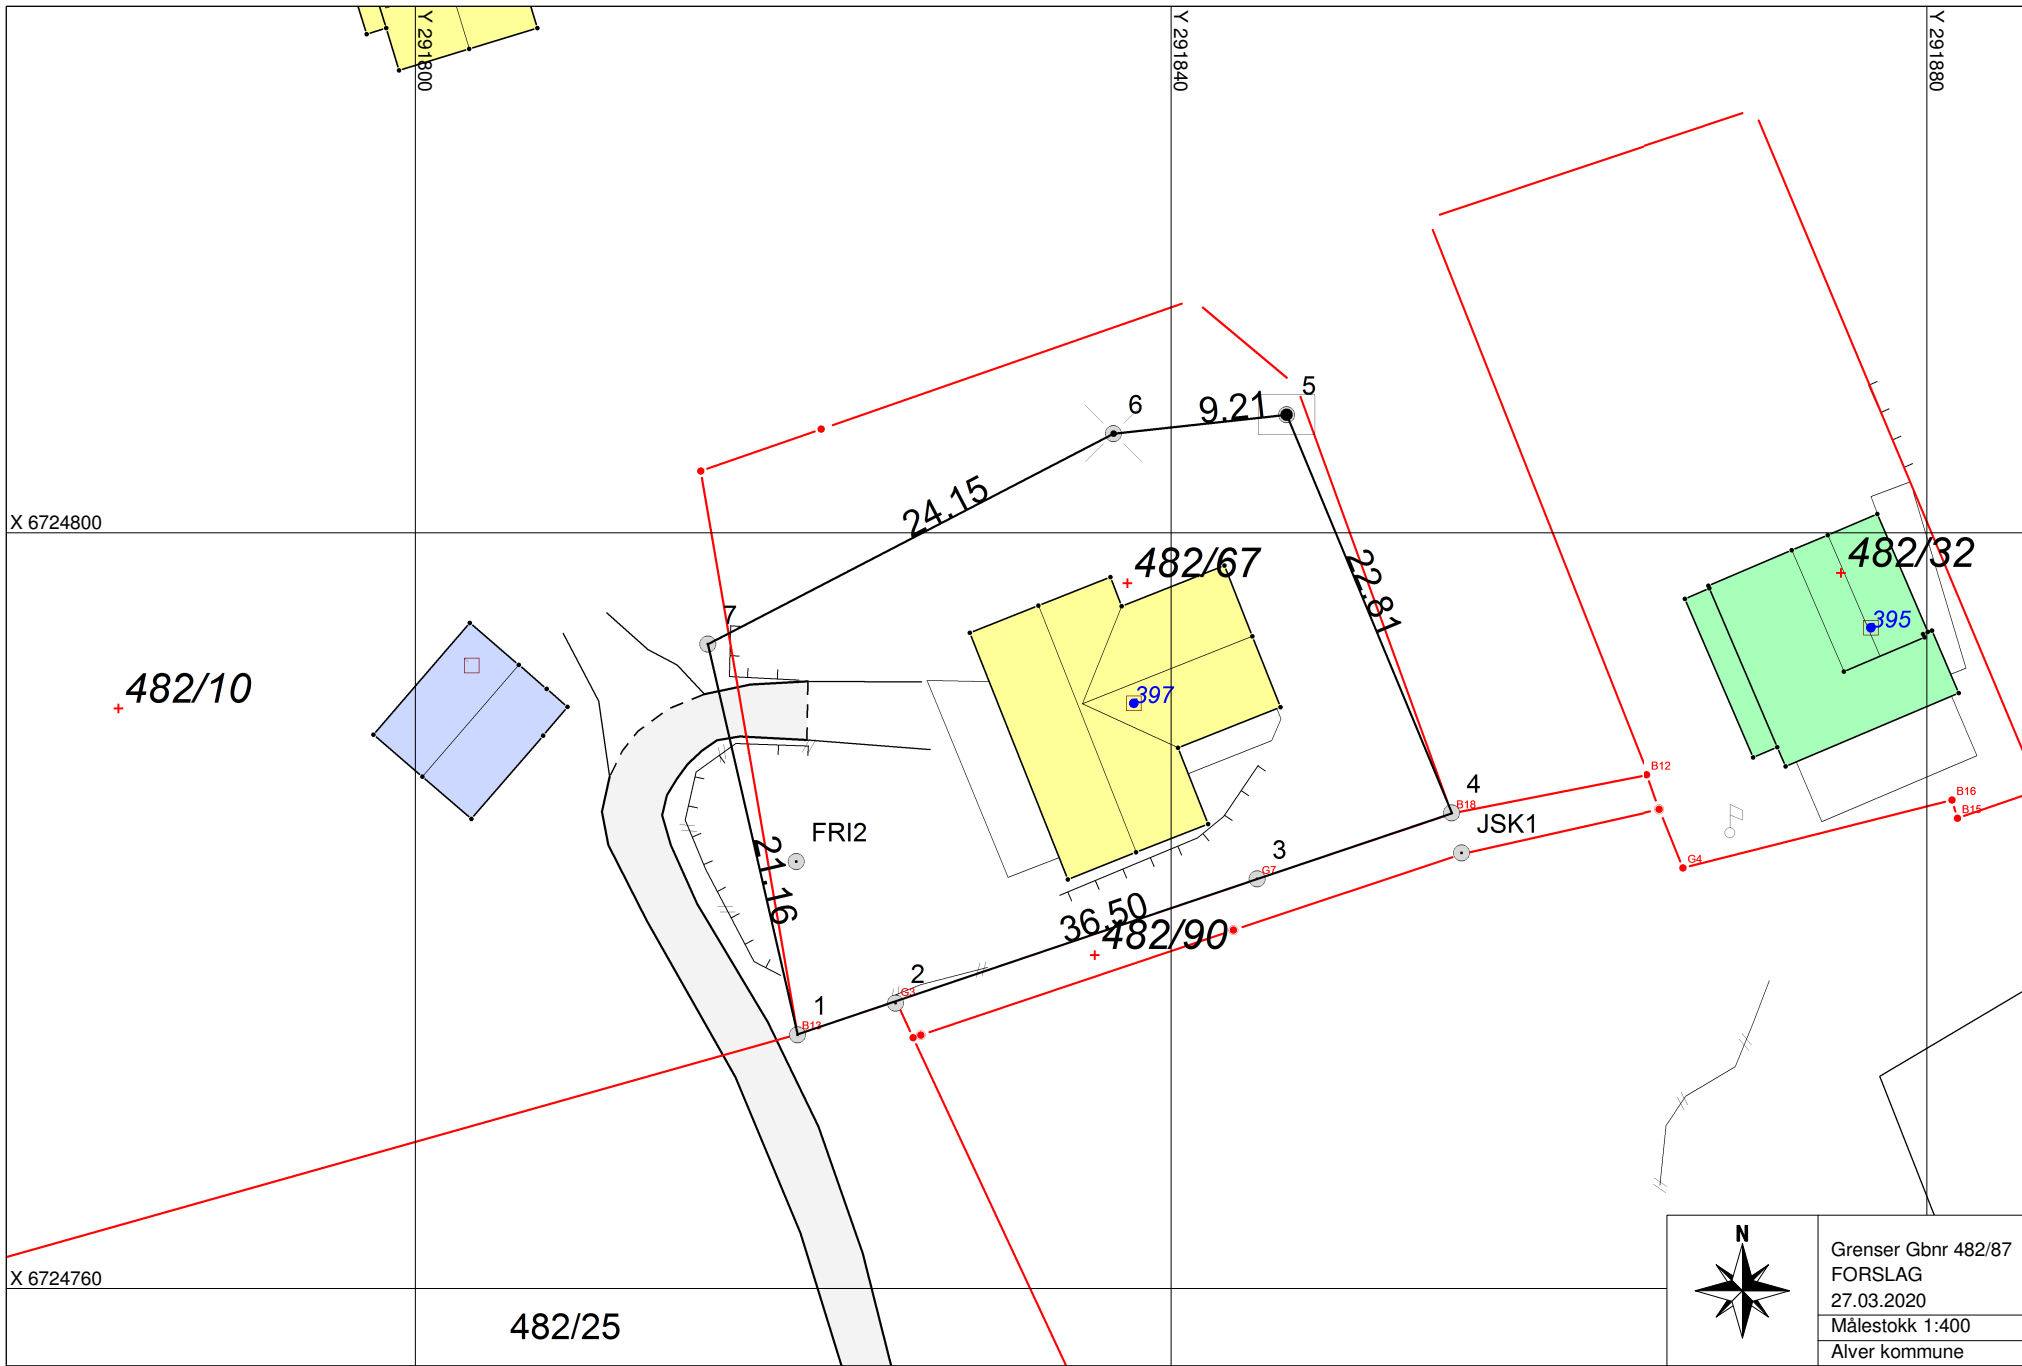 Y 291800
Y 291840
Y 291880
5
6
9.21
24.15
X 6724800
482/67
482/32
22.81
7
395
482/10
397
B12
4
B16
B18
B15
JSK1
FRI2
3
G4
G7
21.16
36.50
482/90
2
G3
1
B13
N
Grenser Gbnr 482/87
FORSLAG
X 6724760
27.03.2020
482/25
Målestokk 1:400
Alver kommune